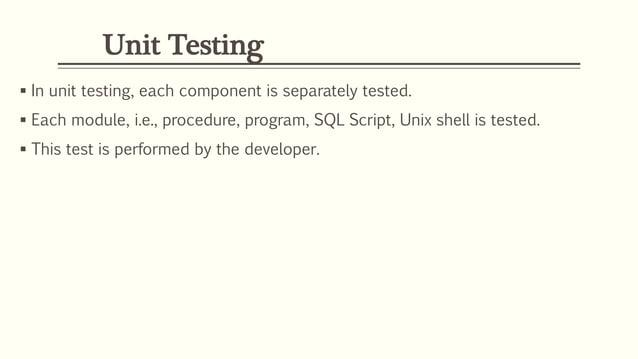 Unit Testing
▪ In unit testing, each component is separately tested.
▪ Each module, i.e., procedure, program, SQL Script, Unix shell is tested.
▪ This test is performed by the developer.